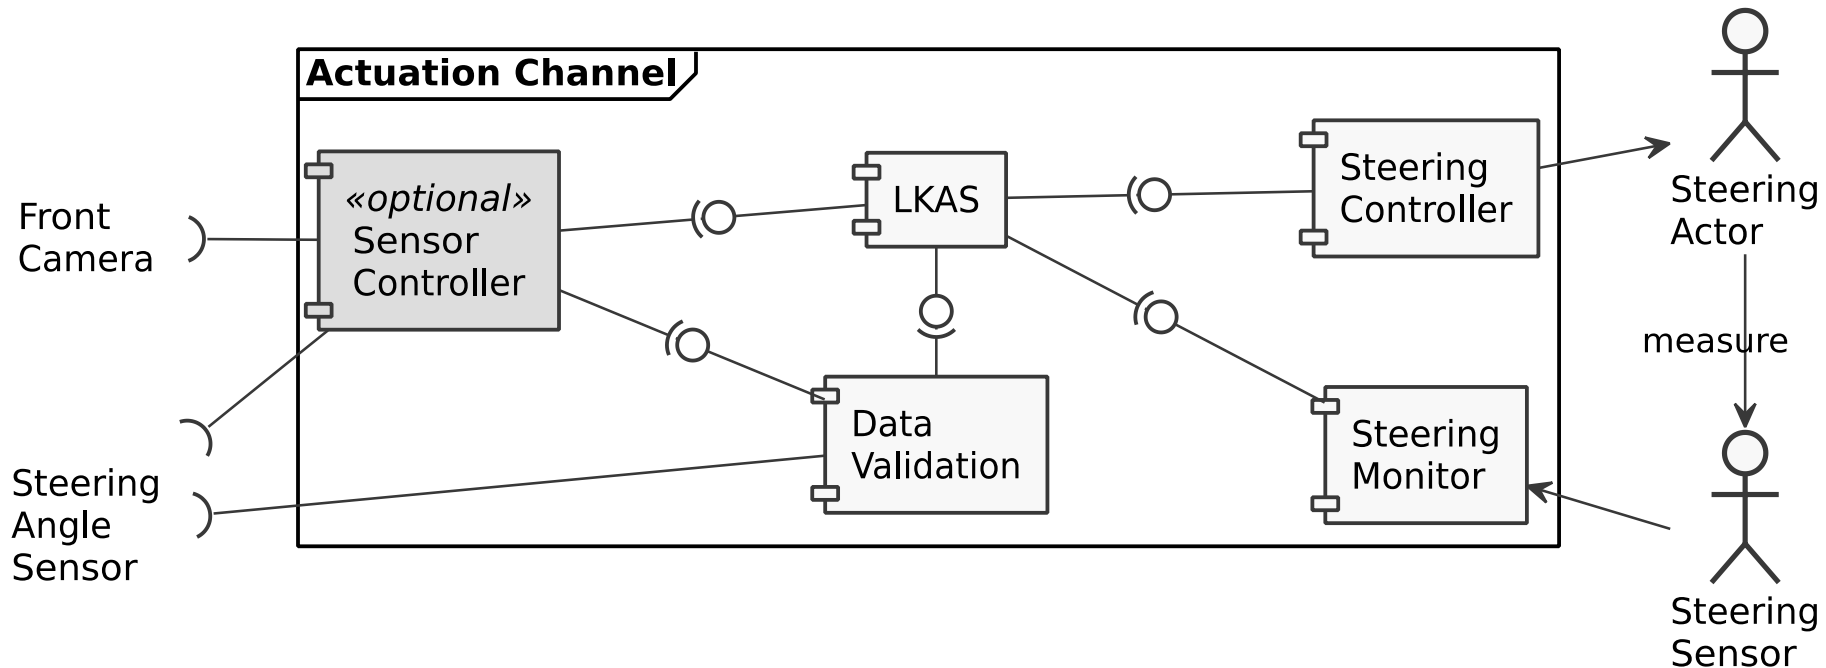 Actuation Channel
Front
Camera
«optional»
Sensor
Controller
LKAS
Steering
Controller
Steering
Actor
measure
Steering
Angle
Sensor
Data
Validation
Steering
Monitor
Steering
Sensor